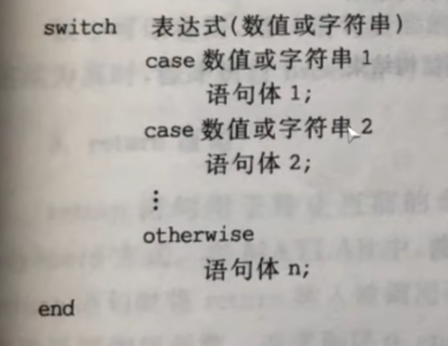 switch 表达式(数值或字符串)
case 数值或字符串1
语句体1;
case 数值或字符串2
语句体2;
⋮
otherwise
语句体n;
end